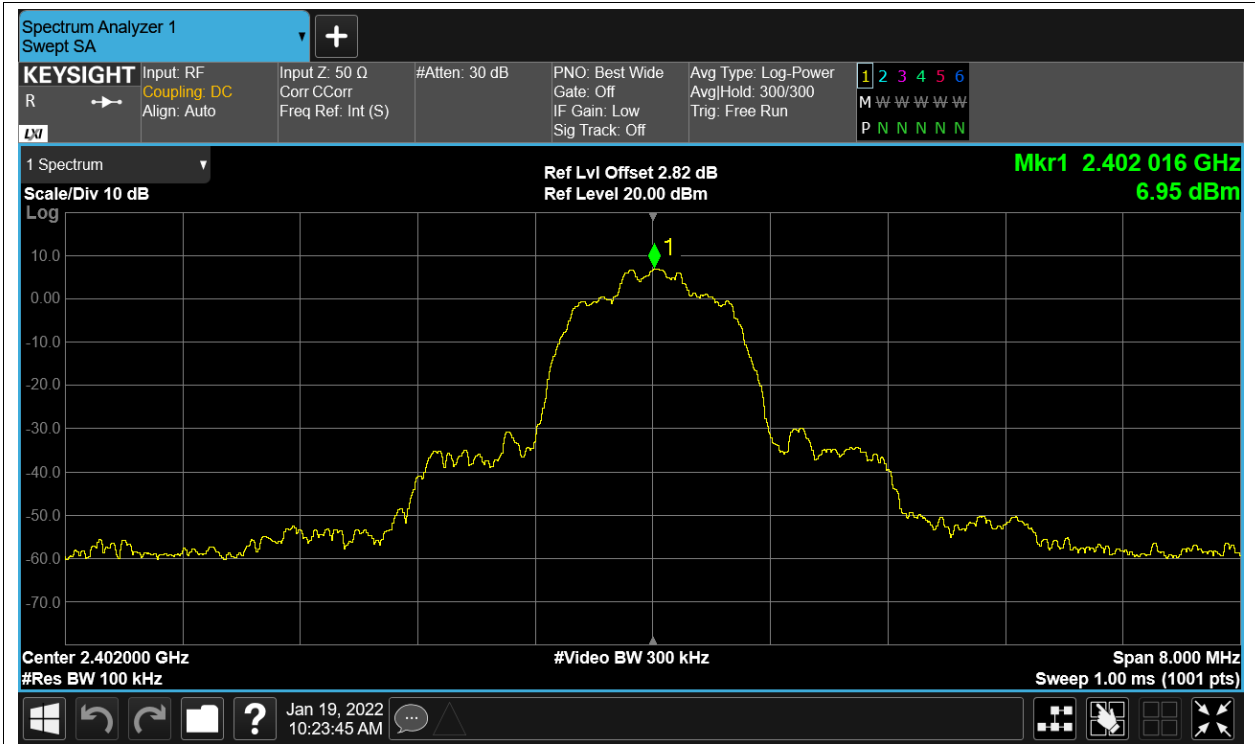 Spectrum Analyzer 1
Swept SA
KEYSIGHT
R
LXI
Input: RF
Coupling: DC
Align: Auto
Input Z: 50 Ω
Corr CCorr
Freq Ref: Int (S)
#Atten: 30 dB
PNO: Best Wide
Gate: Off
IF Gain: Low
Sig Track: Off
Avg Type: Log-Power
Avg|Hold: 300/300
Trig: Free Run
1 2 3 4 5 6
M W W W W W
P N N N N N
1 Spectrum
Scale/Div 10 dB
Log
Ref Lvl Offset 2.82 dB
Ref Level 20.00 dBm
Mkr1 2.402 016 GHz
6.95 dBm
1
10.0
0.00
-10.0
-20.0
-30.0
-40.0
-50.0
-60.0
-70.0
Center 2.402000 GHz
#Res BW 100 kHz
#Video BW 300 kHz
Span 8.000 MHz
Sweep 1.00 ms (1001 pts)
?
Jan 19, 2022
10:23:45 AM